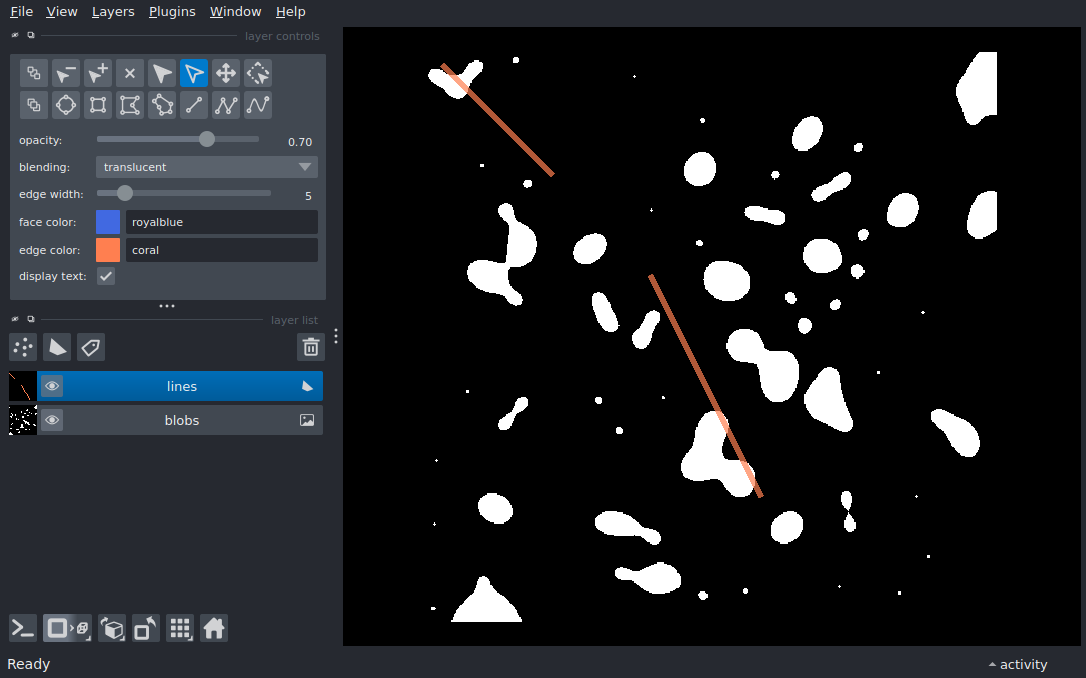 File View Layers Plugins Window Help
layer controls
opacity: 0.70
blending: translucent
edge width: 5
face color: royalblue
edge color: coral
display text:
layer list
lines
blobs
Ready activity